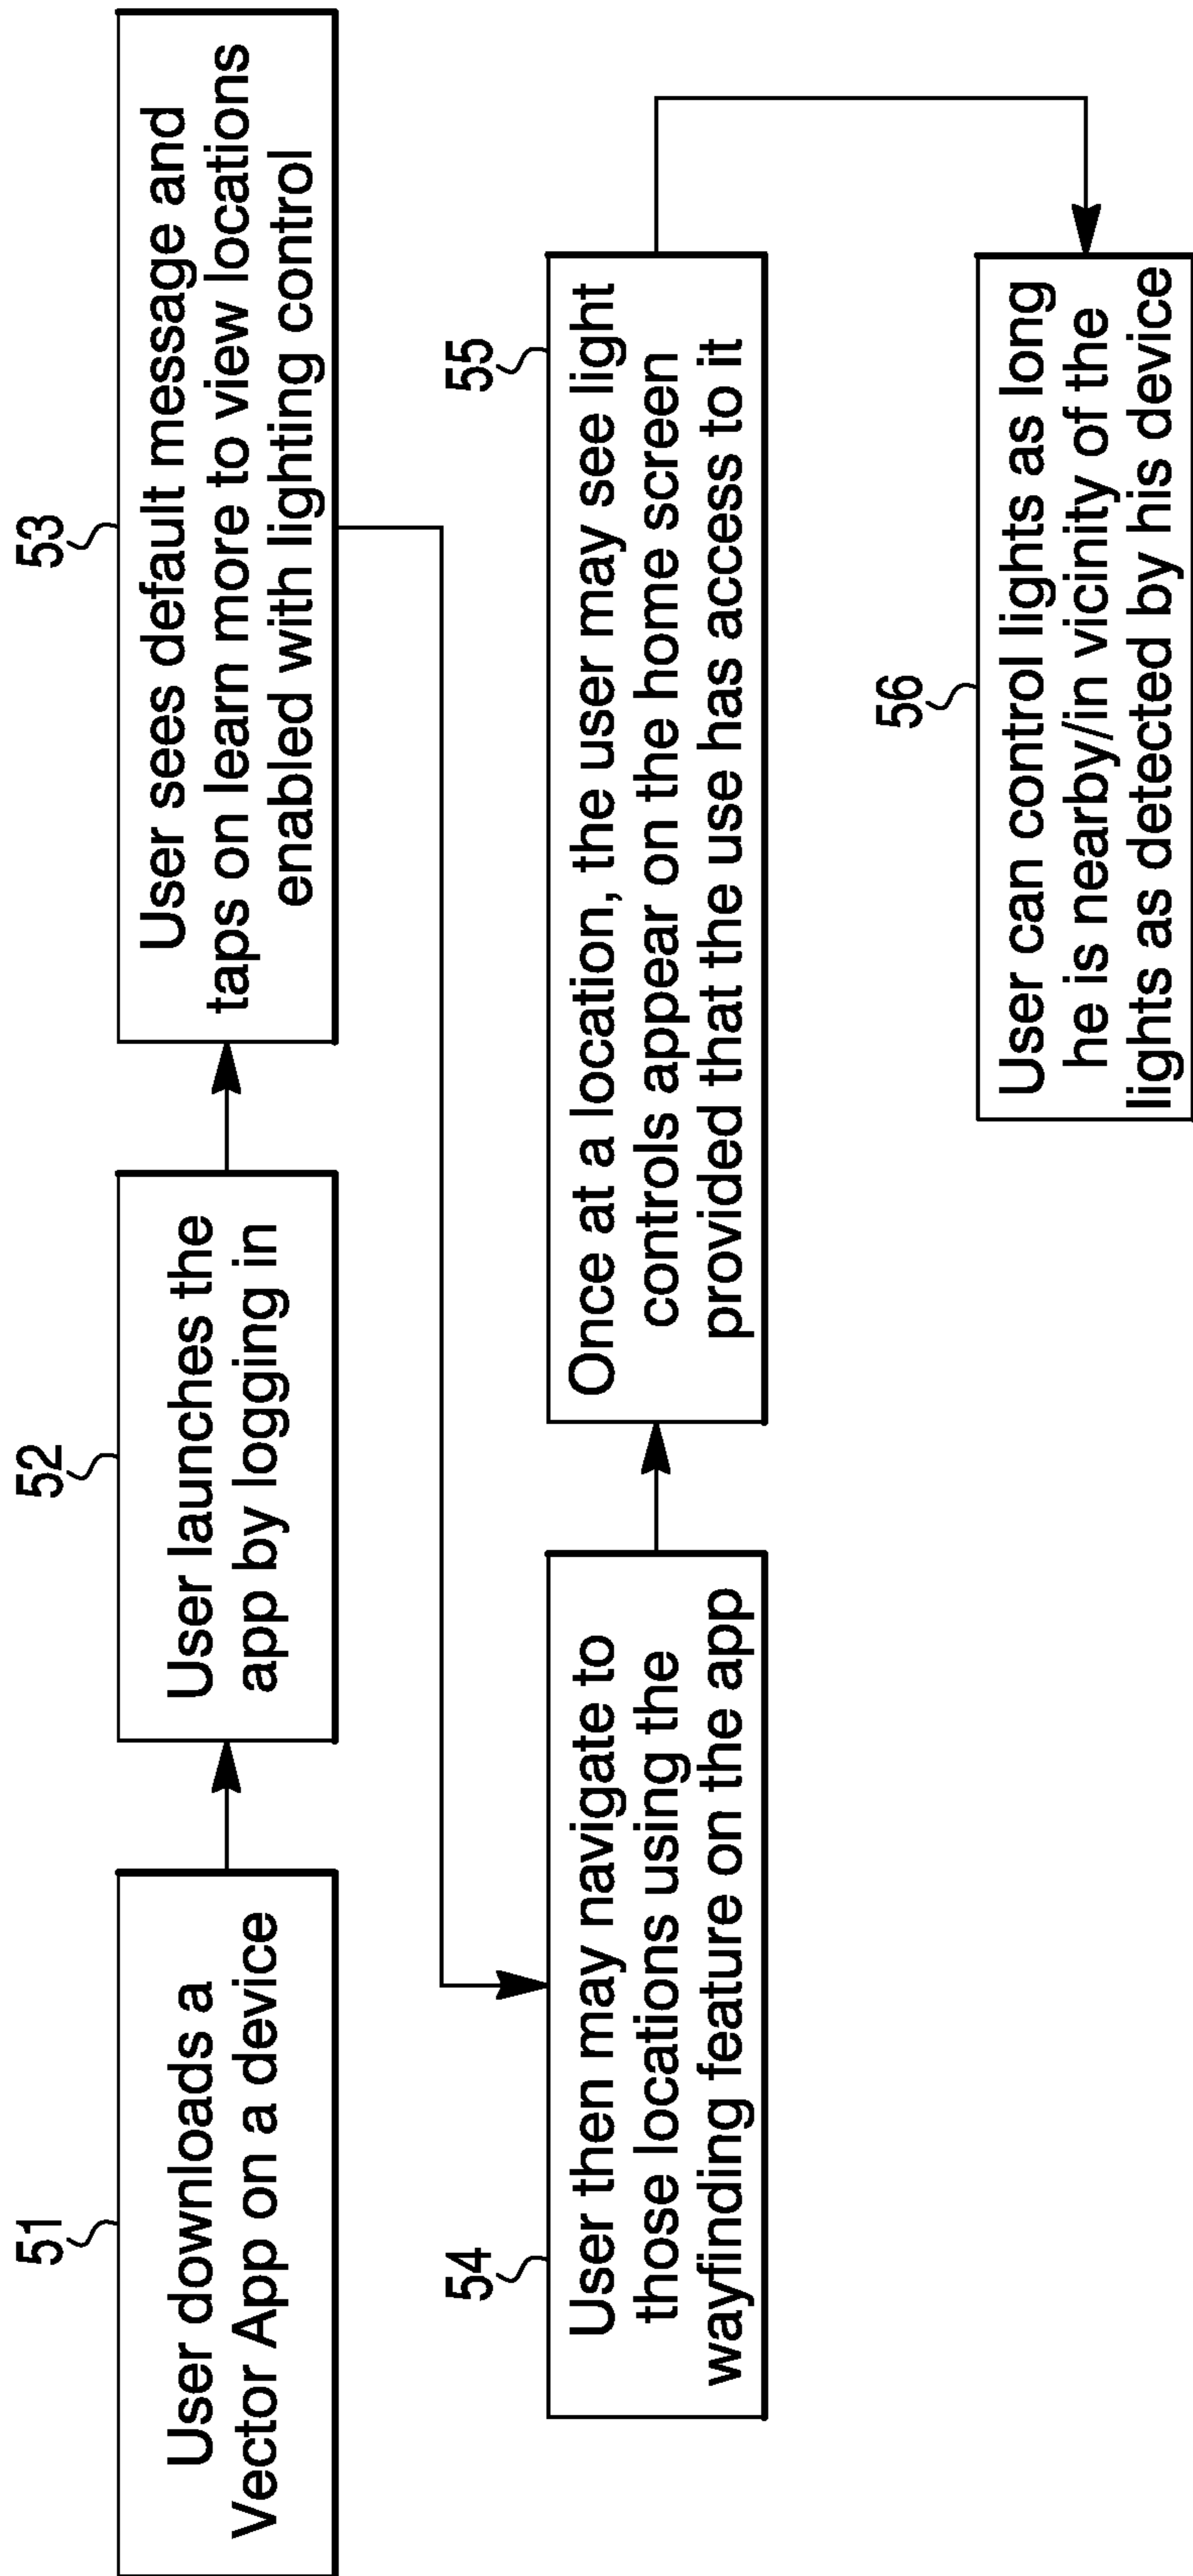 51
User downloads a
Vector App on a device
52
User launches the
app by logging in
53
User sees default message and
taps on learn more to view locations
enabled with lighting control
54
User then may navigate to
those locations using the
wayfinding feature on the app
55
Once at a location, the user may see light
controls appear on the home screen
provided that the use has access to it
56
User can control lights as long
he is nearby/in vicinity of the
lights as detected by his device